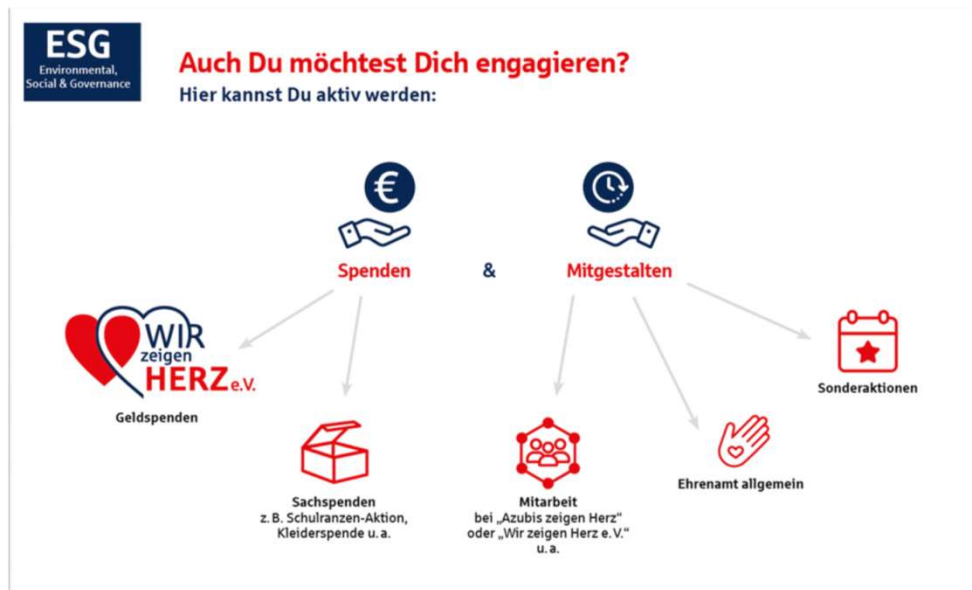 ESG
Environmental,
Social & Governance
Auch Du möchtest Dich engagieren?
Hier kannst Du aktiv werden:
€
Spenden
&
Mitgestalten
WIR
zeigen
HERZ e.V.
Geldspenden
Sachspenden
z. B. Schulranzen-Aktion,
Kleiderspende u. a.
Mitarbeit
bei „Azubis zeigen Herz“
oder „Wir zeigen Herz e. V.“
u. a.
Ehrenamt allgemein
Sonderaktionen